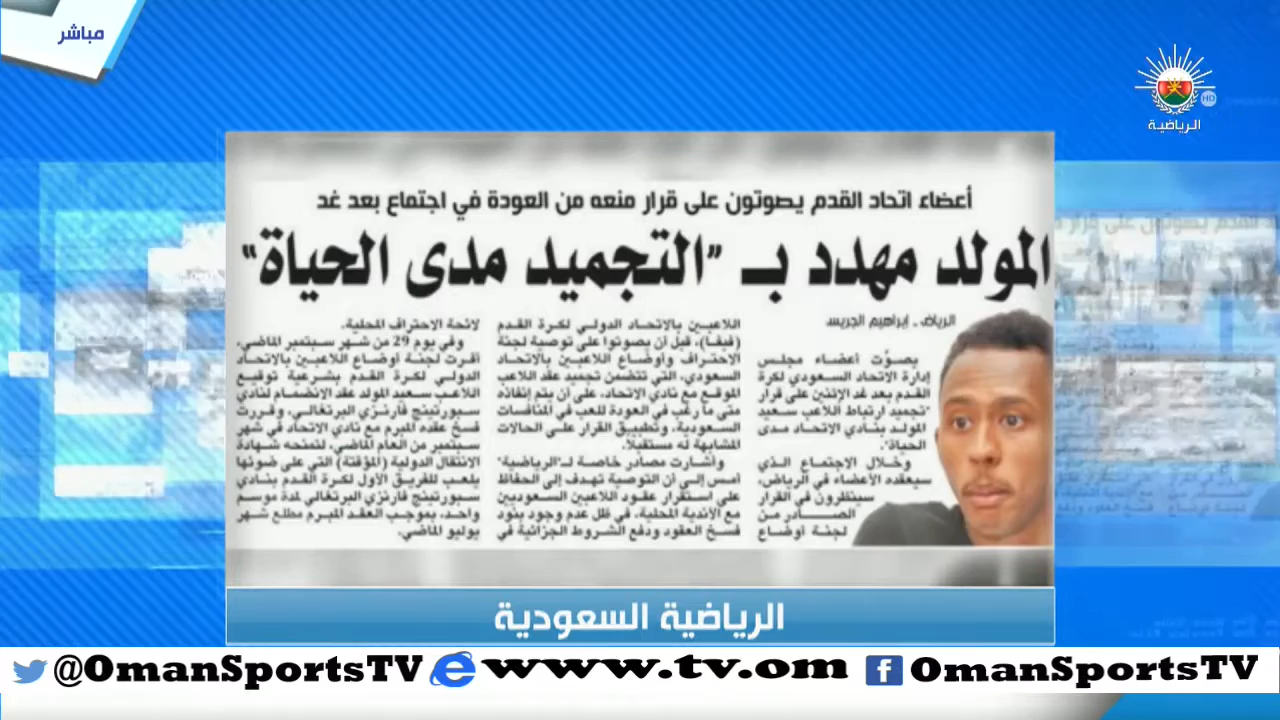 مباشر
HD
الرياضية
أعضاء اتحاد القدم يصوتون على قرار منعه من العودة في اجتماع بعد غد
المولد مهدد بـ "التجميد مدى الحياة"
الرياض ـ إبراهيم الجريس
يصوّت أعضاء مجلس
إدارة الاتحاد السعودي لكرة
القدم بعد غد الإثنين على قرار
"تجميد ارتباط اللاعب سعيد
المولد بنادي الاتحاد مدى
الحياة".
وخلال الاجتماع الذي
سيعقده الأعضاء في الرياض،
سينظرون في القرار
الصادر من
لجنة أوضاع
اللاعبين بالاتحاد الدولي لكرة القدم
(فيفا)، قبل أن يصوتوا على توصية لجنة
الاحتراف وأوضاع اللاعبين بالاتحاد
السعودي، التي تتضمن تجميد عقد اللاعب
الموقع مع نادي الاتحاد، على أن يتم إنفاذه
متى ما رغب في العودة للعب في المنافسات
السعودية، وتطبيق القرار على الحالات
المشابهة له مستقبلاً.
وأشارت مصادر خاصة لـ"الرياضية"
أمس إلى أن التوصية تهدف إلى الحفاظ
على استقرار عقود اللاعبين السعوديين
مع الأندية المحلية، في ظل عدم وجود بنود
فسخ العقود ودفع الشروط الجزائية في
لائحة الاحتراف المحلية.
وفي يوم 29 من شهر سبتمبر الماضي،
أقرت لجنة أوضاع اللاعبين بالاتحاد
الدولي لكرة القدم بشرعية توقيع
اللاعب سعيد المولد عقد الانضمام لنادي
سبورتينج فارنزي البرتغالي، وقررت
فسخ عقده المبرم مع نادي الاتحاد في شهر
سبتمبر من العام الماضي، لتمنحه شهادة
الانتقال الدولية (المؤقتة) التي على ضوئها
يلعب للفريق الأول لكرة القدم بنادي
سبورتينج فارنزي البرتغالي لمدة موسم
واحد، بموجب العقد المبرم مطلع شهر
يوليو الماضي.
الرياضية السعودية
@OmanSportsTV www.tv.om OmanSportsTV